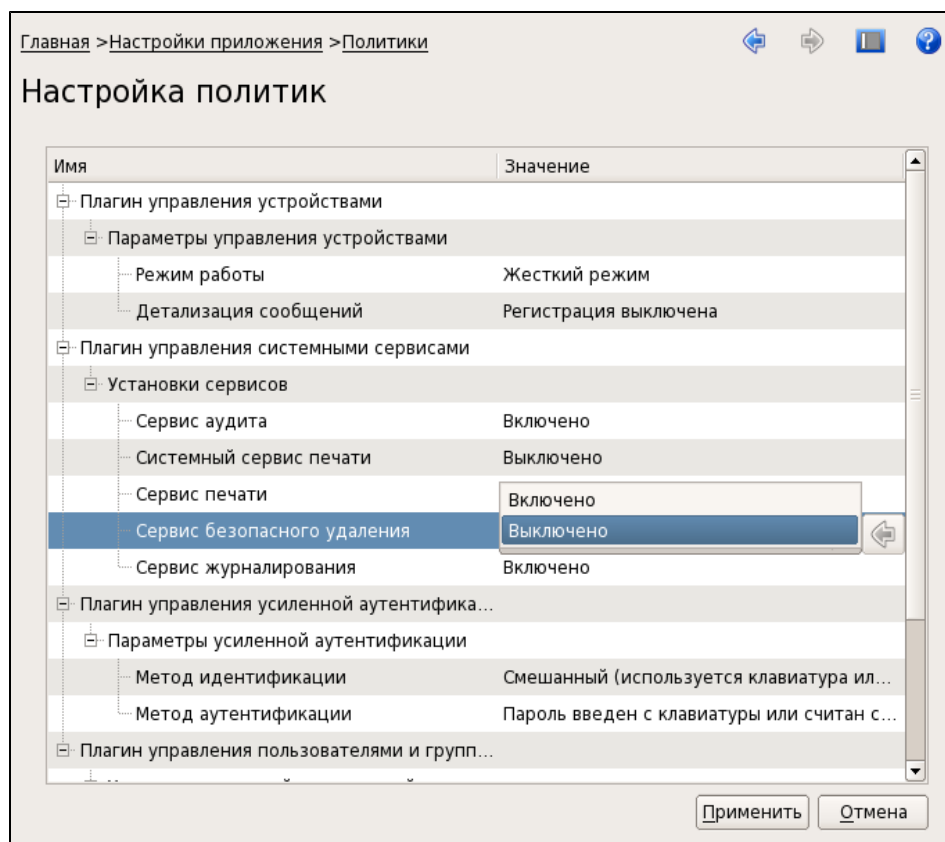 Главная >Настройки приложения >Политики
Настройка политик
Имя Значение
Плагин управления устройствами
Параметры управления устройствами
Режим работы Жесткий режим
Детализация сообщений Регистрация выключена
Плагин управления системными сервисами
Установки сервисов
Сервис аудита Включено
Системный сервис печати Выключено
Сервис печати Включено
Сервис безопасного удаления Выключено
Сервис журналирования Включено
Плагин управления усиленной аутентифика...
Параметры усиленной аутентификации
Метод идентификации Смешанный (используется клавиатура ил...
Метод аутентификации Пароль введен с клавиатуры или считан с...
Плагин управления пользователями и групп...
Применить Отмена